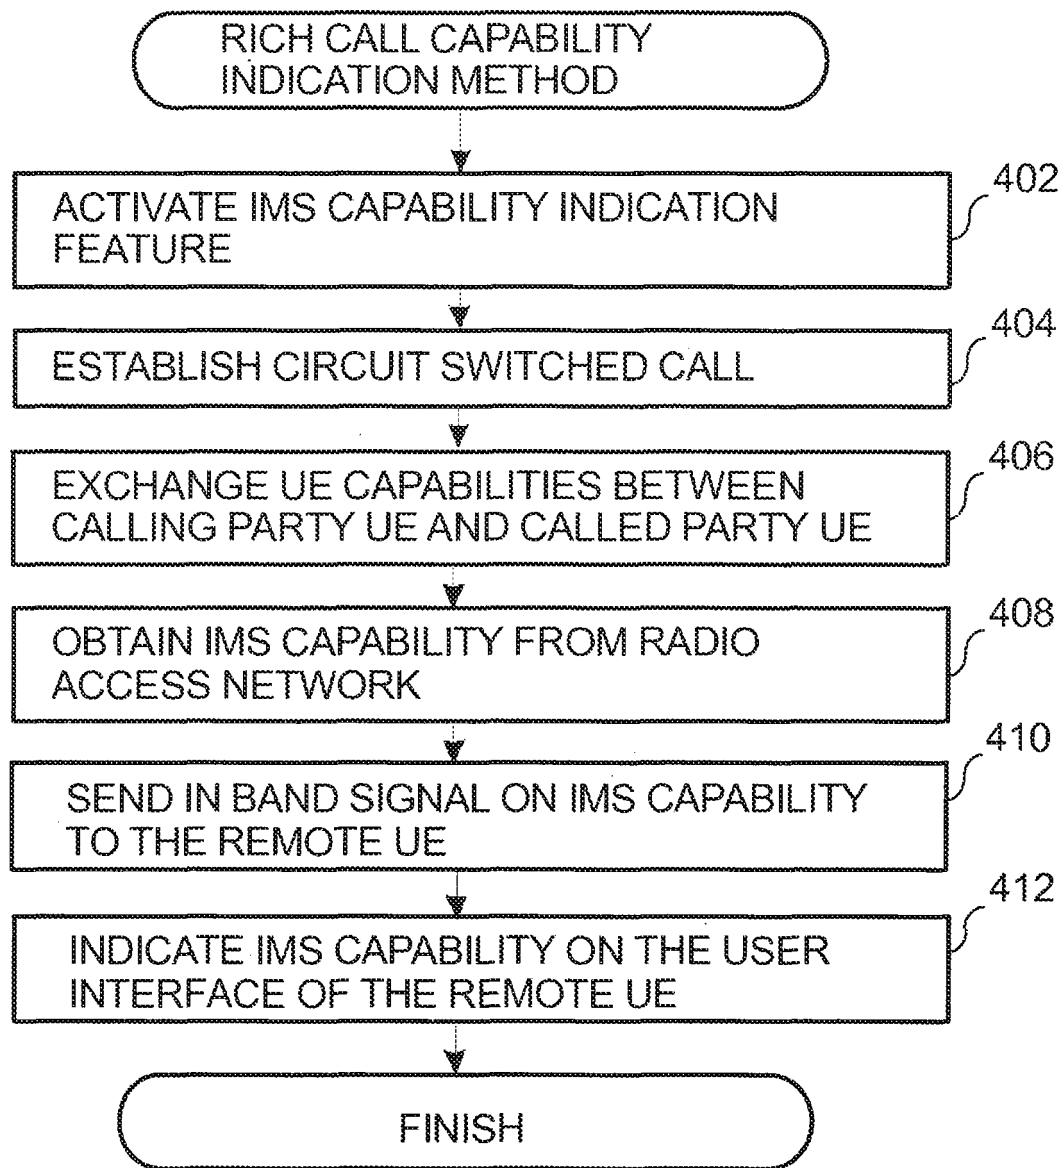 RICH CALL CAPABILITY
INDICATION METHOD
402
ACTIVATE IMS CAPABILITY INDICATION
FEATURE
404
ESTABLISH CIRCUIT SWITCHED CALL
406
EXCHANGE UE CAPABILITIES BETWEEN
CALLING PARTY UE AND CALLED PARTY UE
408
OBTAIN IMS CAPABILITY FROM RADIO
ACCESS NETWORK
410
SEND IN BAND SIGNAL ON IMS CAPABILITY
TO THE REMOTE UE
412
INDICATE IMS CAPABILITY ON THE USER
INTERFACE OF THE REMOTE UE
FINISH